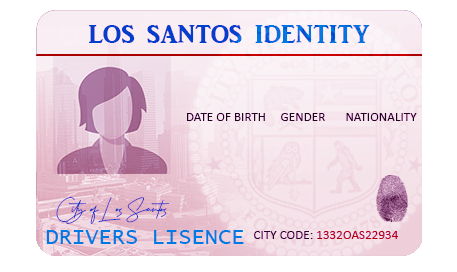 LOS SANTOS IDENTITY
DATE OF BIRTH GENDER NATIONALITY
City of Los Santos
DRIVERS LISENCE CITY CODE: 1332OAS22934